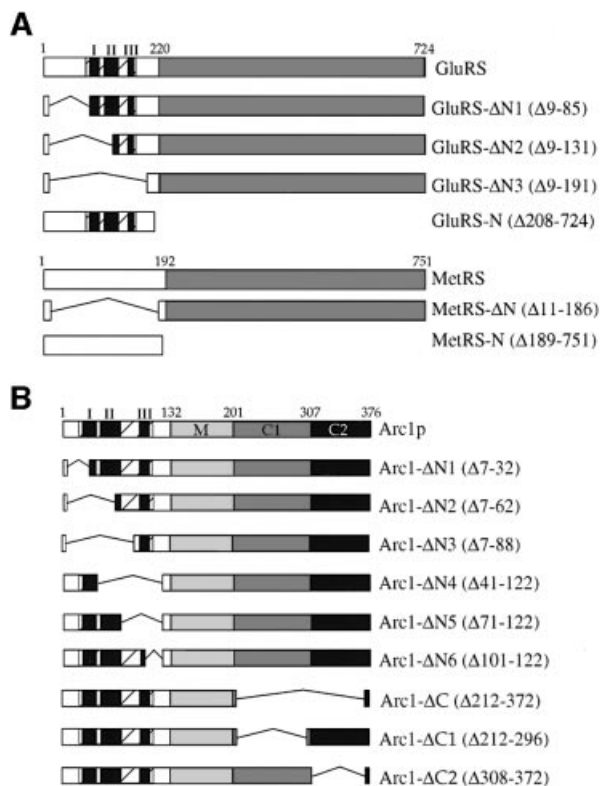 A
1 I II III 220 724
GluRS
GluRS-ΔN1 (Δ9-85)
GluRS-ΔN2 (Δ9-131)
GluRS-ΔN3 (Δ9-191)
GluRS-N (Δ208-724)
1 192 751
MetRS
MetRS-ΔN (Δ11-186)
MetRS-N (Δ189-751)
B
1 I II III 132 201 307 376
M C1 C2 Arc1p
Arc1-ΔN1 (Δ7-32)
Arc1-ΔN2 (Δ7-62)
Arc1-ΔN3 (Δ7-88)
Arc1-ΔN4 (Δ41-122)
Arc1-ΔN5 (Δ71-122)
Arc1-ΔN6 (Δ101-122)
Arc1-ΔC (Δ212-372)
Arc1-ΔC1 (Δ212-296)
Arc1-ΔC2 (Δ308-372)